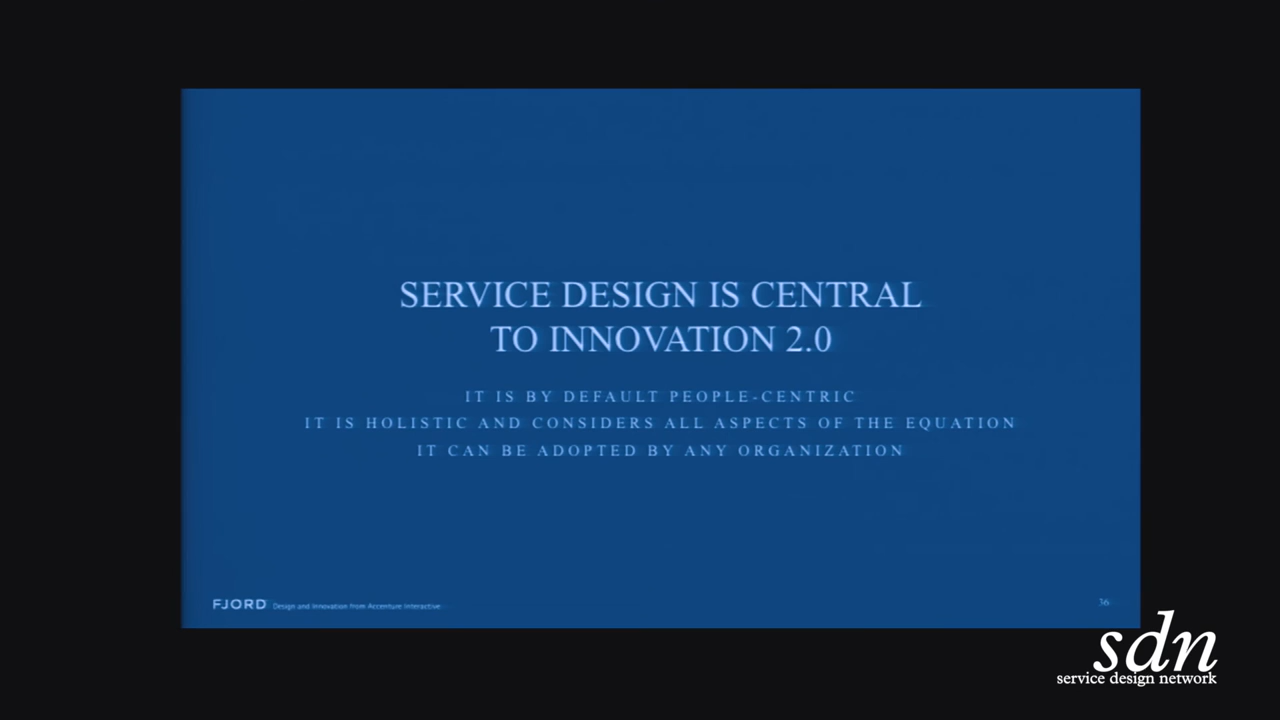 SERVICE DESIGN IS CENTRAL
TO INNOVATION 2.0
IT IS BY DEFAULT PEOPLE-CENTRIC
IT IS HOLISTIC AND CONSIDERS ALL ASPECTS OF THE EQUATION
IT CAN BE ADOPTED BY ANY ORGANIZATION
FJORD Design and Innovation from Accenture Interactive
36
sdn
service design network